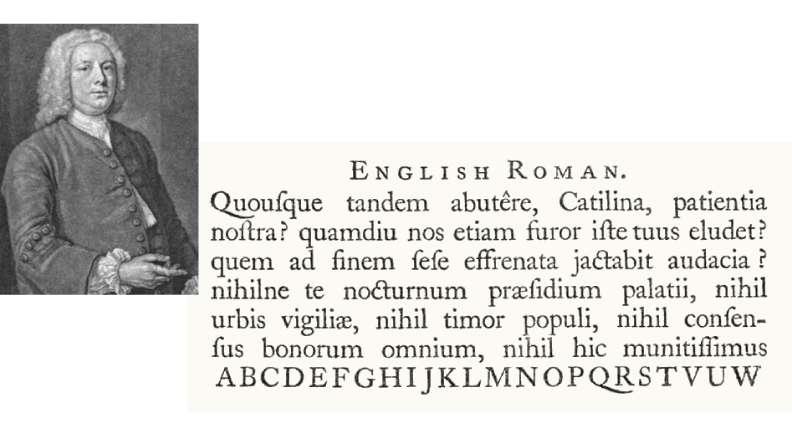 ENGLISH ROMAN.
Quouſque tandem abutêre, Catilina, patientia
noſtra? quamdiu nos etiam furor iſte tuus eludet?
quem ad finem ſeſe effrenata jactabit audacia ?
nihilne te nocturnum præſidium palatii, nihil
urbis vigiliæ, nihil timor populi, nihil conſen-
ſus bonorum omnium, nihil hic munitiſſimus
ABCDEFGHIJKLMNOPQRSTVUW